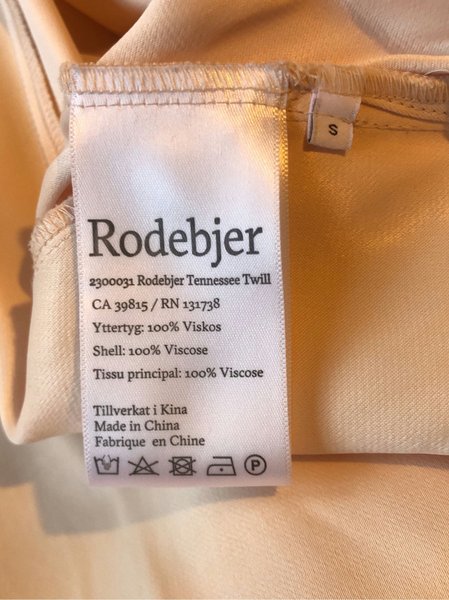 Rodebjer
2300031 Rodebjer Tennessee Twill
CA 39815 / RN 131738
Yttertyg: 100% Viskos
Shell: 100% Viscose
Tissu principal: 100% Viscose
Tillverkat i Kina
Made in China
Fabrique en Chine
P
S